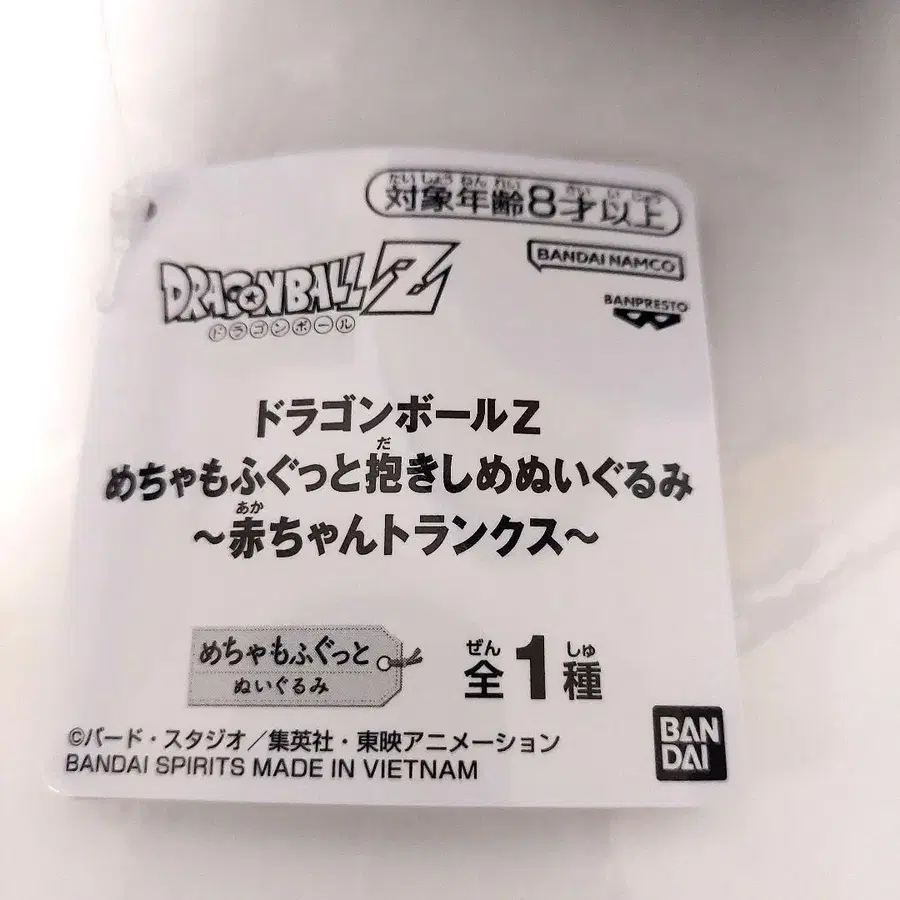 たいしょうねんれい さいいじょう
対象年齢8才以上
DRAGONBALL Z
ドラゴンボール
BANDAI NAMCO
BANPRESTO
ドラゴンボールZ
だ
めちゃもふぐっと抱きしめぬいぐるみ
あか
～赤ちゃんトランクス～
めちゃもふぐっと
ぬいぐるみ
ぜん しゅ
全1種
©バード・スタジオ／集英社・東映アニメーション
BANDAI SPIRITS MADE IN VIETNAM
BAN
DAI